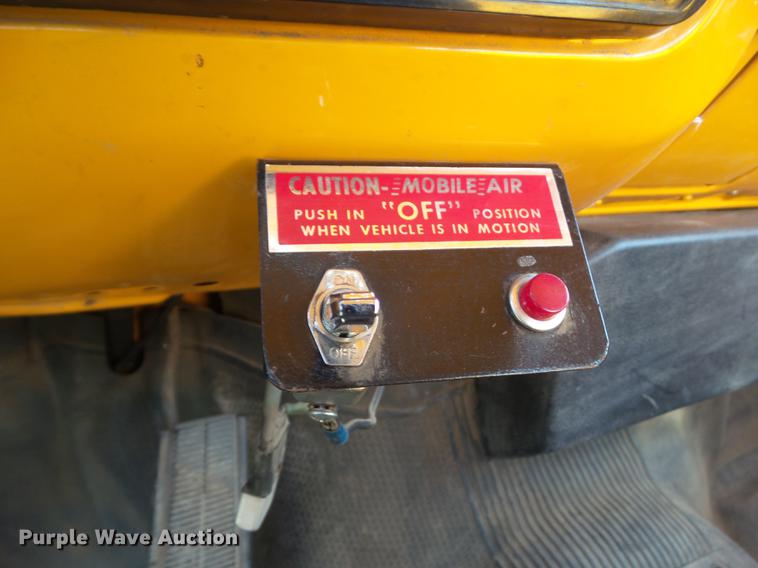 CAUTION- MOBILE AIR
PUSH IN "OFF" POSITION
WHEN VEHICLE IS IN MOTION
ON
OFF
Purple Wave Auction